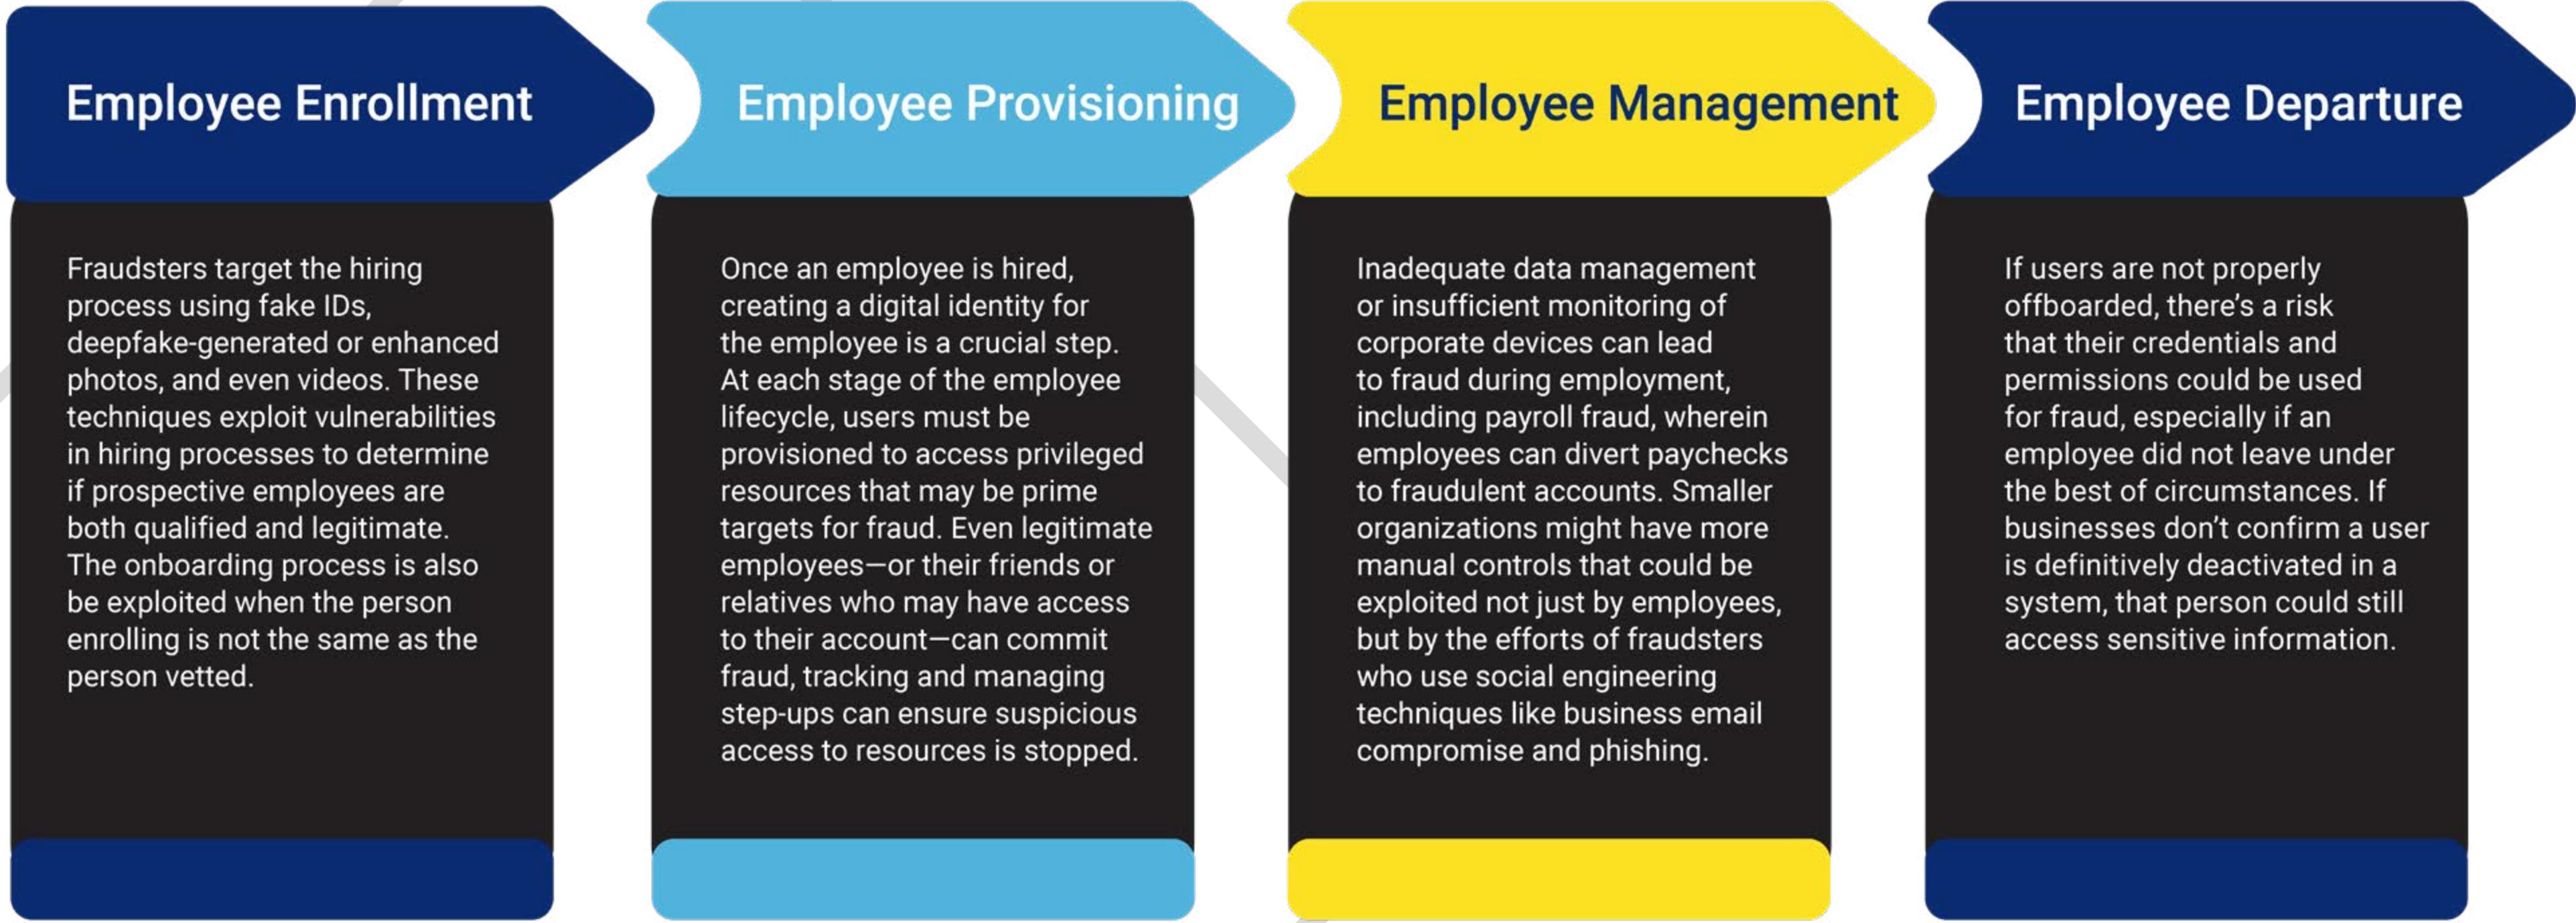 Employee Enrollment
Fraudsters target the hiring
process using fake IDs,
deepfake-generated or enhanced
photos, and even videos. These
techniques exploit vulnerabilities
in hiring processes to determine
if prospective employees are
both qualified and legitimate.
The onboarding process is also
be exploited when the person
enrolling is not the same as the
person vetted.
Employee Provisioning
Once an employee is hired,
creating a digital identity for
the employee is a crucial step.
At each stage of the employee
lifecycle, users must be
provisioned to access privileged
resources that may be prime
targets for fraud. Even legitimate
employees—or their friends or
relatives who may have access
to their account—can commit
fraud, tracking and managing
step-ups can ensure suspicious
access to resources is stopped.
Employee Management
Inadequate data management
or insufficient monitoring of
corporate devices can lead
to fraud during employment,
including payroll fraud, wherein
employees can divert paychecks
to fraudulent accounts. Smaller
organizations might have more
manual controls that could be
exploited not just by employees,
but by the efforts of fraudsters
who use social engineering
techniques like business email
compromise and phishing.
Employee Departure
If users are not properly
offboarded, there’s a risk
that their credentials and
permissions could be used
for fraud, especially if an
employee did not leave under
the best of circumstances. If
businesses don’t confirm a user
is definitively deactivated in a
system, that person could still
access sensitive information.